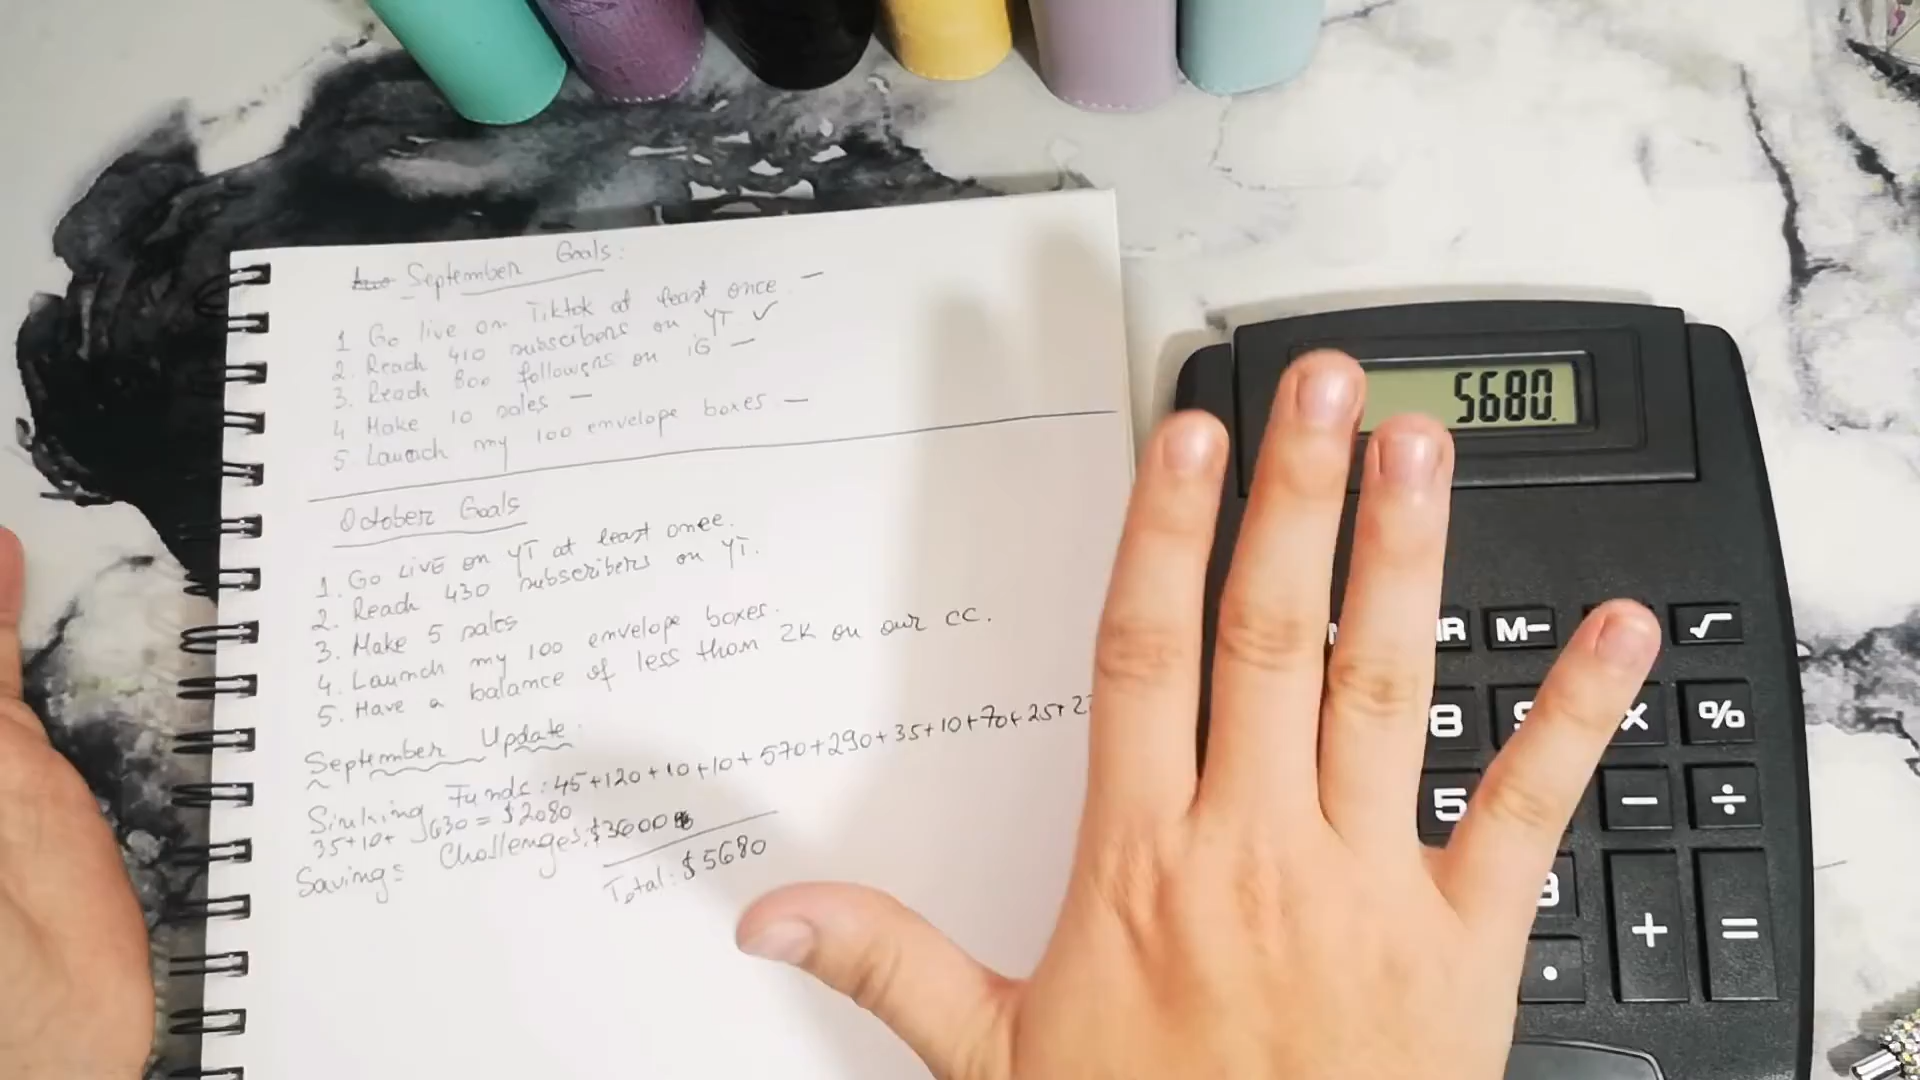 September Goals:
1 Go live on Tiktok at least once —
2. Reach 410 subscibers on YT ✓
3. Reach 800 followers on iG —
4 Make 10 sales —
5. Launch my 100 envelope boxes —
October Goals
1. Go LIVE on YT at least once.
2. Reach 430 subscribers on YT.
3. Make 5 sales
4. Launch my 100 envelope boxes.
5. Have a balance of less than 2K on our cc.
September Update:
Sinking Funds: 45+120+10+10+570+290+35+10+70+25+2
35+10+ 630 = $2080
Savings Challenges: $3600
Total: $5680
5680.
M- √
8 X %
5 − ÷
+ =
.